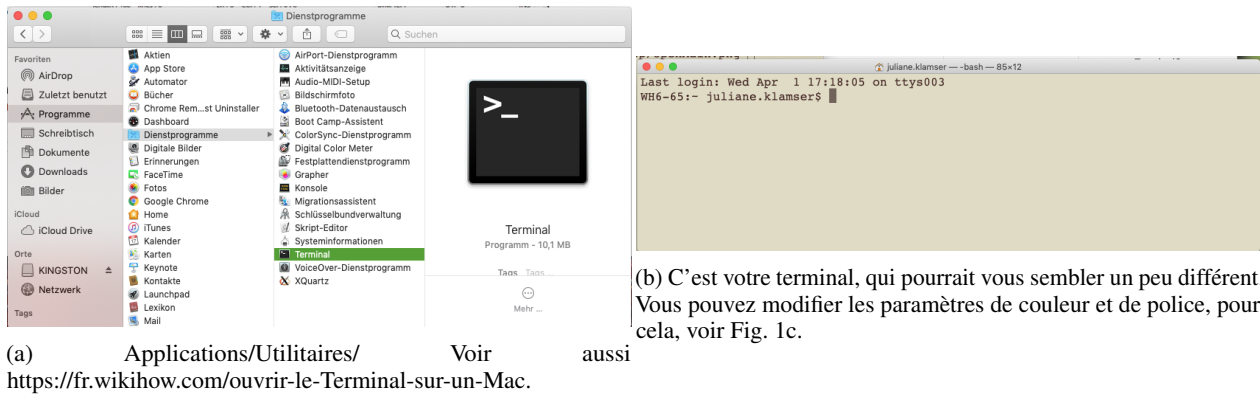 Dienstprogramme
Suchen
Favoriten
AirDrop
Zuletzt benutzt
Programme
Schreibtisch
Dokumente
Downloads
Bilder
iCloud
iCloud Drive
Orte
KINGSTON
Netzwerk
Tags
Aktien
App Store
Automator
Bücher
Chrome Rem...st Uninstaller
Dashboard
Dienstprogramme
Digitale Bilder
Erinnerungen
FaceTime
Fotos
Google Chrome
Home
iTunes
Kalender
Karten
Keynote
Kontakte
Launchpad
Lexikon
Mail
AirPort-Dienstprogramm
Aktivitätsanzeige
Audio-MIDI-Setup
Bildschirmfoto
Bluetooth-Datenaustausch
Boot Camp-Assistent
ColorSync-Dienstprogramm
Digital Color Meter
Festplattendienstprogramm
Grapher
Konsole
Migrationsassistent
Schlüsselbundverwaltung
Skript-Editor
Systeminformationen
Terminal
VoiceOver-Dienstprogramm
XQuartz
Terminal
Programm - 10,1 MB
Tags Tags...
Mehr ...
(a) Applications/Utilitaires/ Voir aussi
https://fr.wikihow.com/ouvrir-le-Terminal-sur-un-Mac.
juliane.klamser — -bash — 85×12
Last login: Wed Apr 1 17:18:05 on ttys003
WH6-65:~ juliane.klamser$
(b) C'est votre terminal, qui pourrait vous sembler un peu différent
Vous pouvez modifier les paramètres de couleur et de police, pour
cela, voir Fig. 1c.